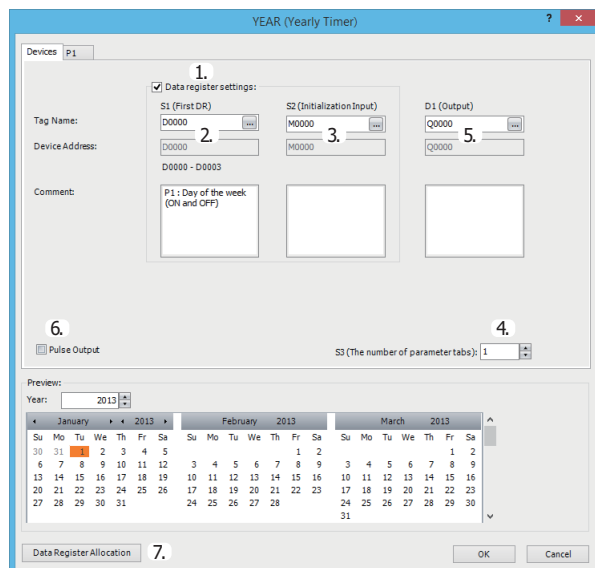 YEAR (Yearly Timer)
? ×
Devices P1
1.
Data register settings:
S1 (First DR) S2 (Initialization Input) D1 (Output)
Tag Name: D0000 ... M0000 ... Q0000 ...
2. 3. 5.
Device Address: D0000 M0000 Q0000
D0000 - D0003
Comment: P1 : Day of the week
(ON and OFF)
6. 4.
Pulse Output S3 (The number of parameter tabs): 1
Preview:
Year: 2013
January 2013 February 2013 March 2013
Su Mo Tu We Th Fr Sa Su Mo Tu We Th Fr Sa Su Mo Tu We Th Fr Sa
30 31 1 2 3 4 5 1 2 1 2
6 7 8 9 10 11 12 3 4 5 6 7 8 9 3 4 5 6 7 8 9
13 14 15 16 17 18 19 10 11 12 13 14 15 16 10 11 12 13 14 15 16
20 21 22 23 24 25 26 17 18 19 20 21 22 23 17 18 19 20 21 22 23
27 28 29 30 31 24 25 26 27 28 24 25 26 27 28 29 30
31
Data Register Allocation 7. OK Cancel